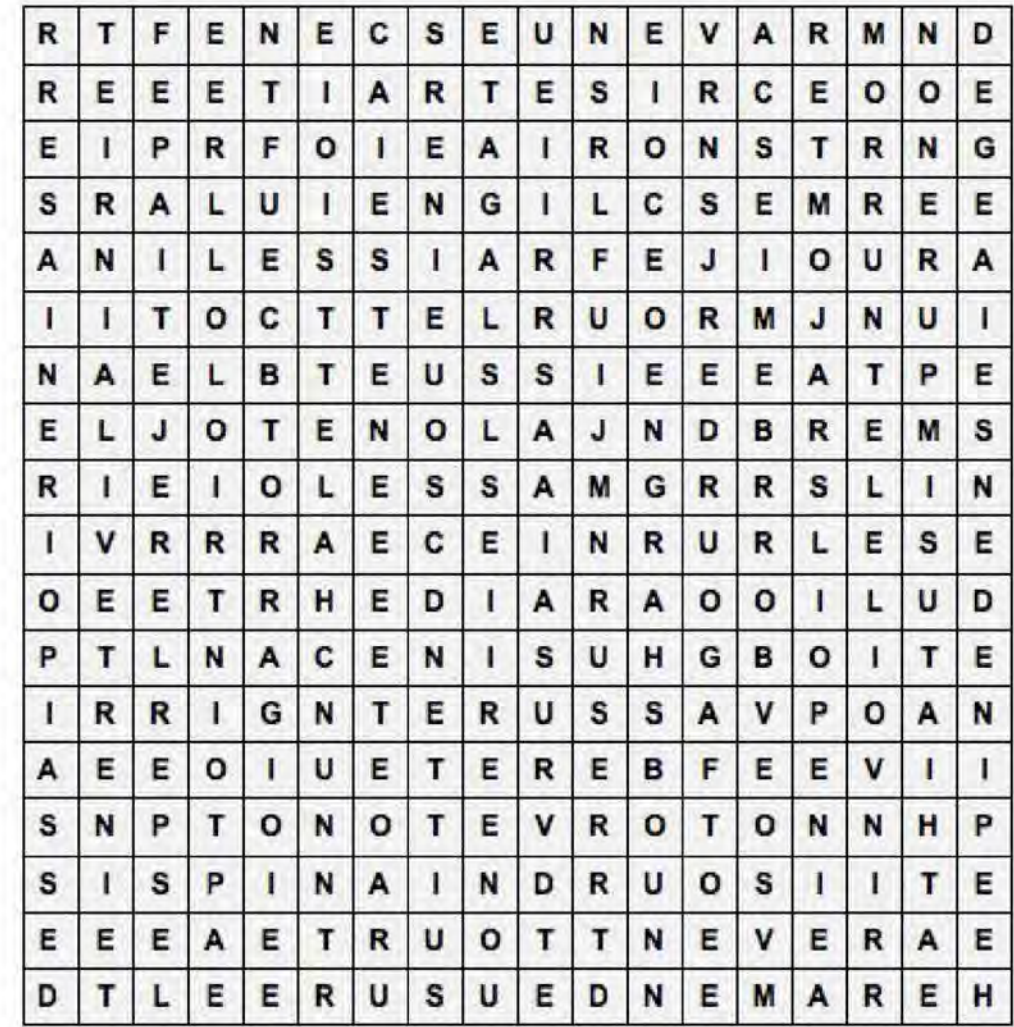 R T F E N E C S E U N E V A R M N D
R E E E T I A R T E S I R C E O O E
E I P R F O I E A I R O N S T R N G
S R A L U I E N G I L C S E M R E E
A N I L E S S I A R F E J I O U R A
I I T O C T T E L R U O R M J N U I
N A E L B T E U S S I E E E A T P E
E L J O T E N O L A J N D B R E M S
R I E I O L E S S A M G R R S L I N
I V R R R A E C E I N R U R L E S E
O E E T R H E D I A R A O O I L U D
P T L N A C E N I S U H G B O I T E
I R R I G N T E R U S S A V P O A N
A E E O I U E T E R E B F E E V I I
S N P T O N O T E V R O T O N N H P
S I S P I N A I N D R U O S I I T E
E E E A E T R U O T T N E V E R A E
D T L E E R U S U E D N E M A R E H